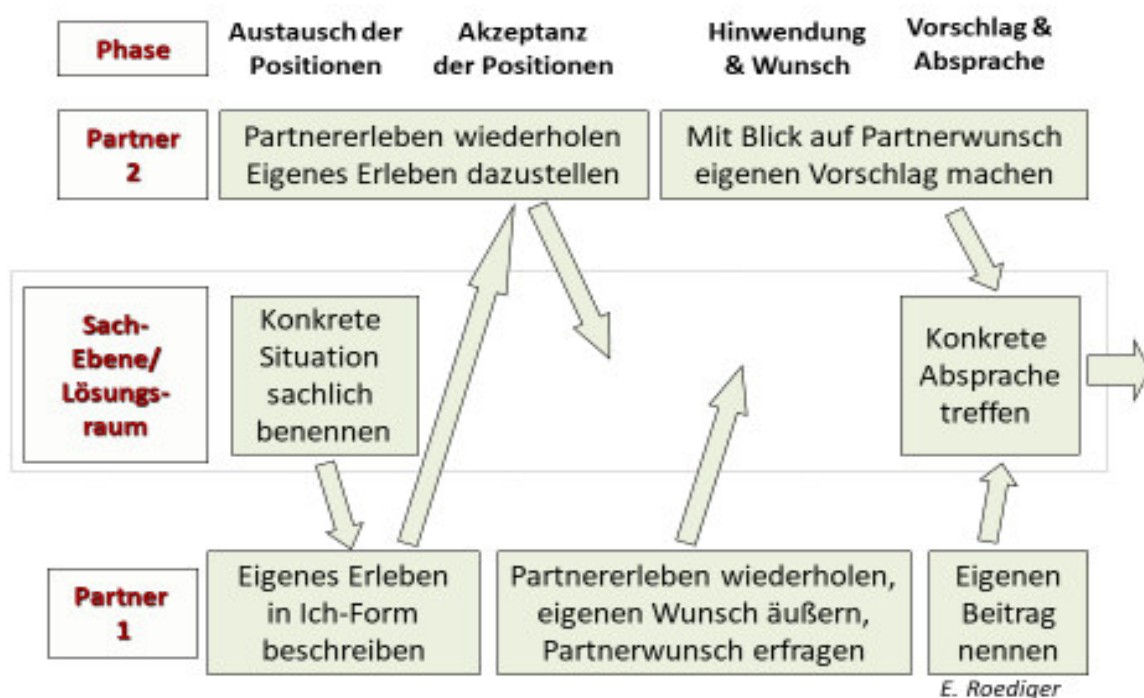 Phase
Austausch der
Positionen
Akzeptanz
der Positionen
Hinwendung
& Wunsch
Vorschlag &
Absprache
Partner
2
Partnererleben wiederholen
Eigenes Erleben dazustellen
Mit Blick auf Partnerwunsch
eigenen Vorschlag machen
Sach-
Ebene/
Lösungs-
raum
Konkrete
Situation
sachlich
benennen
Konkrete
Absprache
treffen
Partner
1
Eigenes Erleben
in Ich-Form
beschreiben
Partnererleben wiederholen,
eigenen Wunsch äußern,
Partnerwunsch erfragen
Eigenen
Beitrag
nennen
E. Roediger